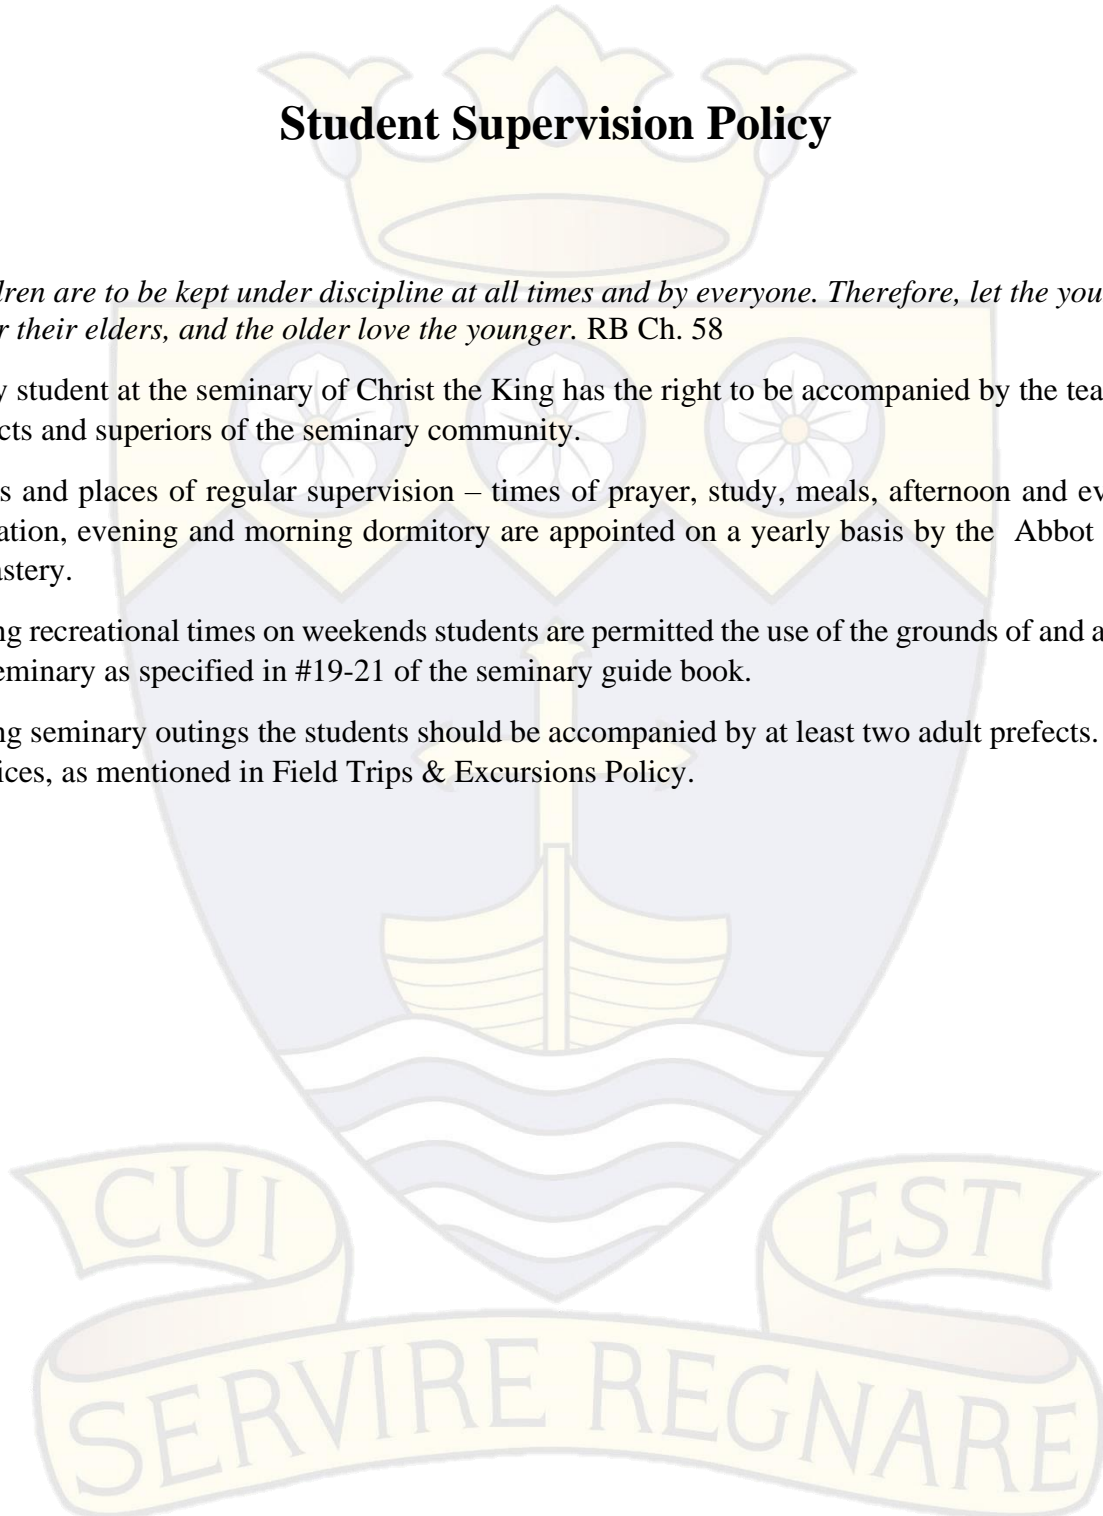 Student Supervision Policy
dren are to be kept under discipline at all times and by everyone. Therefore, let the you
r their elders, and the older love the younger. RB Ch. 58
y student at the seminary of Christ the King has the right to be accompanied by the tea
cts and superiors of the seminary community.
s and places of regular supervision – times of prayer, study, meals, afternoon and ev
ation, evening and morning dormitory are appointed on a yearly basis by the Abbot
astery.
ng recreational times on weekends students are permitted the use of the grounds of and a
eminary as specified in #19-21 of the seminary guide book.
ng seminary outings the students should be accompanied by at least two adult prefects.
ices, as mentioned in Field Trips & Excursions Policy.
CUI EST
SERVIRE REGNARE